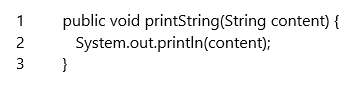 1 public void printString(String content) {
2 System.out.println(content);
3 }